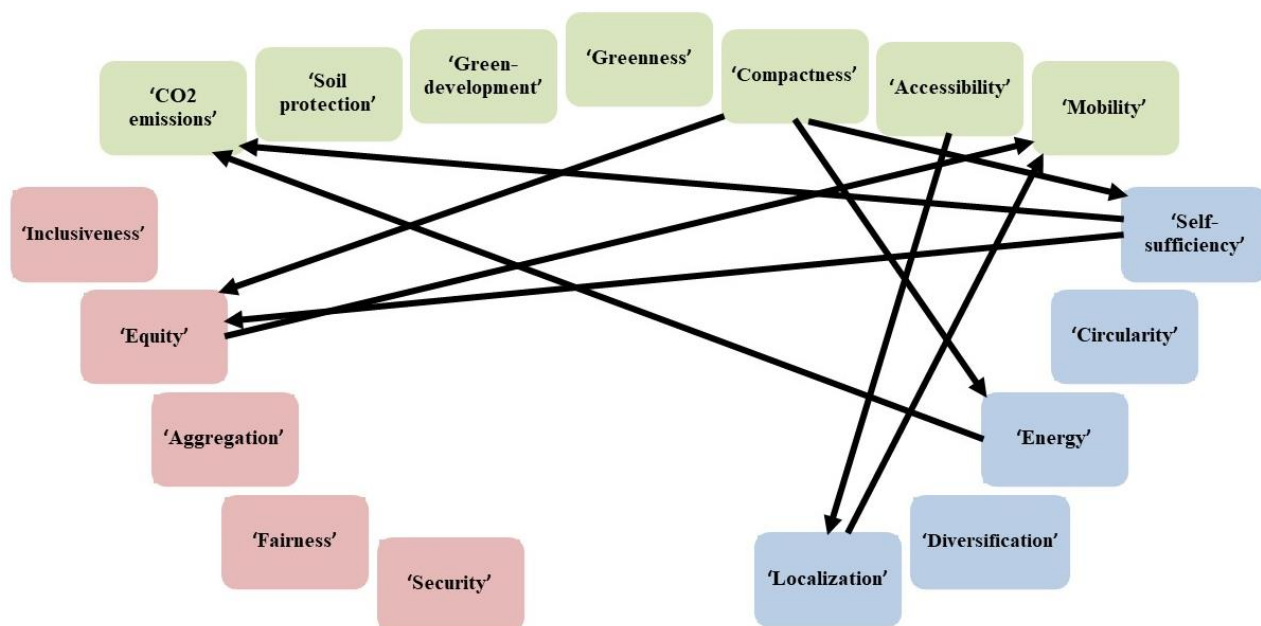 ‘CO2
emissions’
‘Soil
protection’
‘Green-
development’
‘Greenness’
‘Compactness’
‘Accessibility’
‘Mobility’
‘Inclusiveness’
‘Self-
sufficiency’
‘Equity’
‘Circularity’
‘Aggregation’
‘Energy’
‘Fairness’
‘Diversification’
‘Security’
‘Localization’